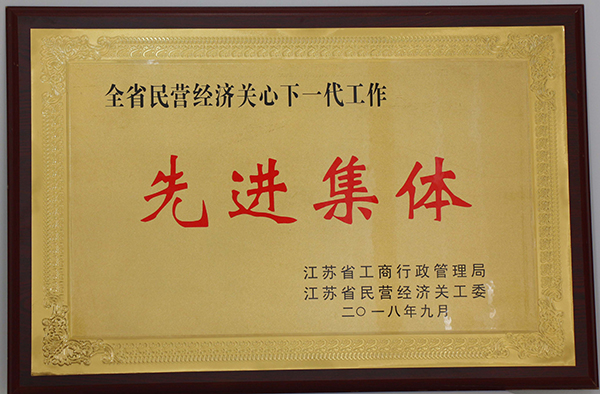 全省民营经济关心下一代工作
先进集体
江苏省工商行政管理局
江苏省民营经济关工委
二〇一八年九月